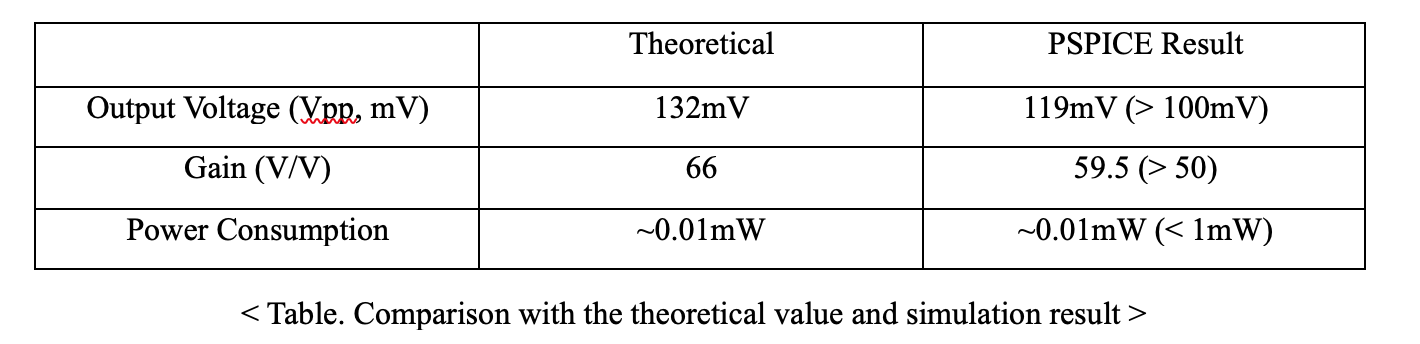 Theoretical PSPICE Result
Output Voltage (Vpp, mV) 132mV 119mV (> 100mV)
Gain (V/V) 66 59.5 (> 50)
Power Consumption ~0.01mW ~0.01mW (< 1mW)
< Table. Comparison with the theoretical value and simulation result >